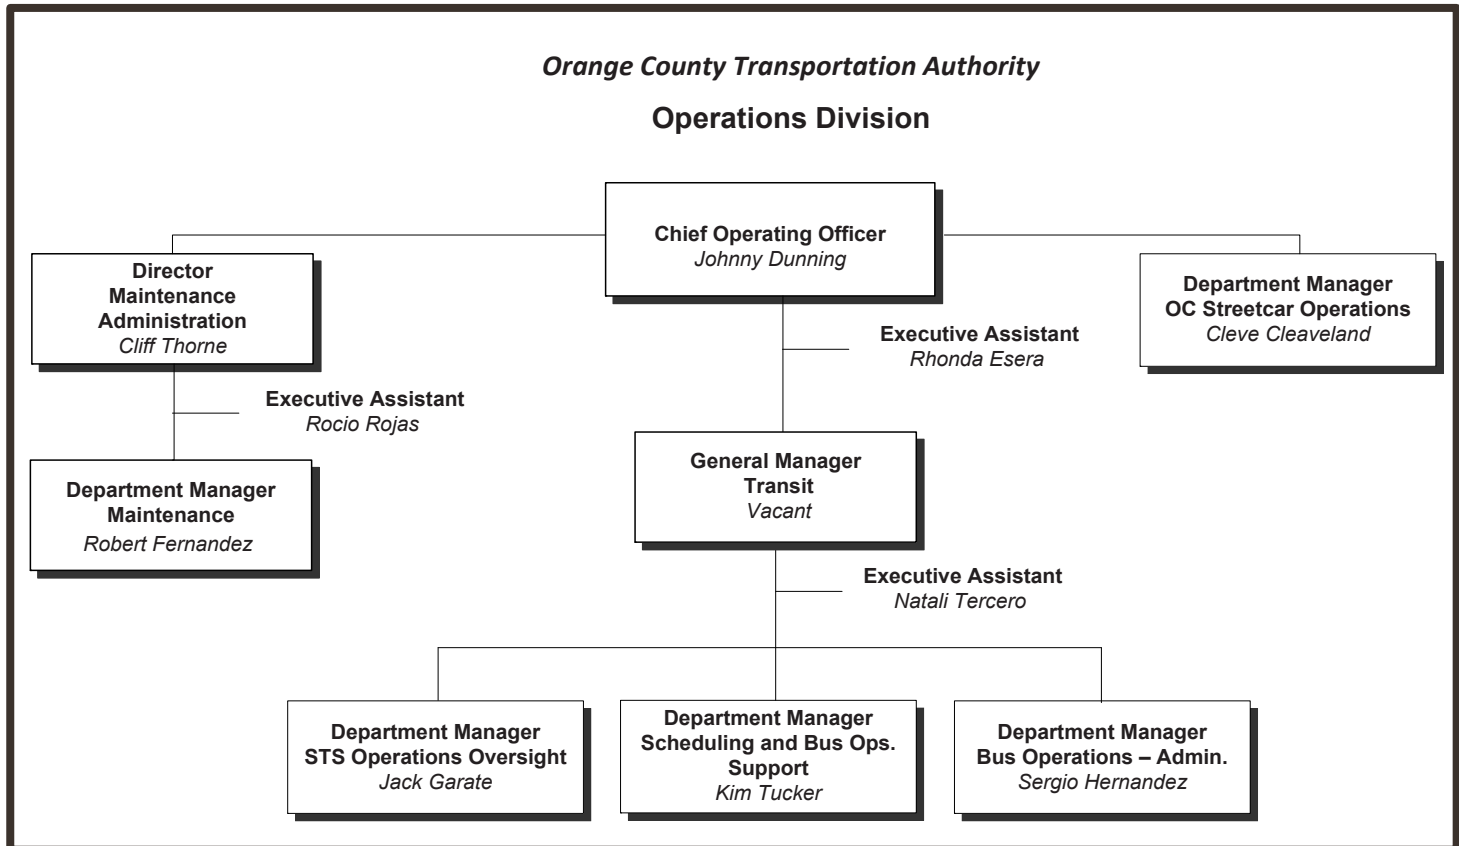 Orange County Transportation Authority
Operations Division
Chief Operating Officer
Johnny Dunning
Director
Maintenance
Administration
Cliff Thorne
Department Manager
OC Streetcar Operations
Cleve Cleaveland
Executive Assistant
Rhonda Esera
Executive Assistant
Rocio Rojas
General Manager
Transit
Vacant
Department Manager
Maintenance
Robert Fernandez
Executive Assistant
Natali Tercero
Department Manager
STS Operations Oversight
Jack Garate
Department Manager
Scheduling and Bus Ops.
Support
Kim Tucker
Department Manager
Bus Operations – Admin.
Sergio Hernandez